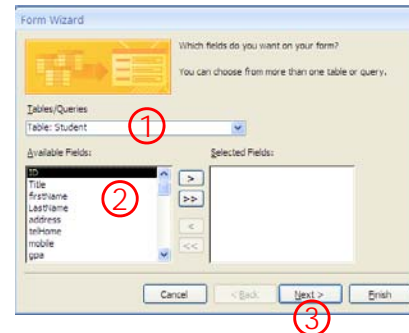 Form Wizard
Which fields do you want on your form?
You can choose from more than one table or query.
Tables/Queries
Table: Student
1
Available Fields:
Selected Fields:
ID
Title
firstName
LastName
address
telHome
mobile
gpa
2
>
>>
<
<<
Cancel
< Back
Next >
Finish
3